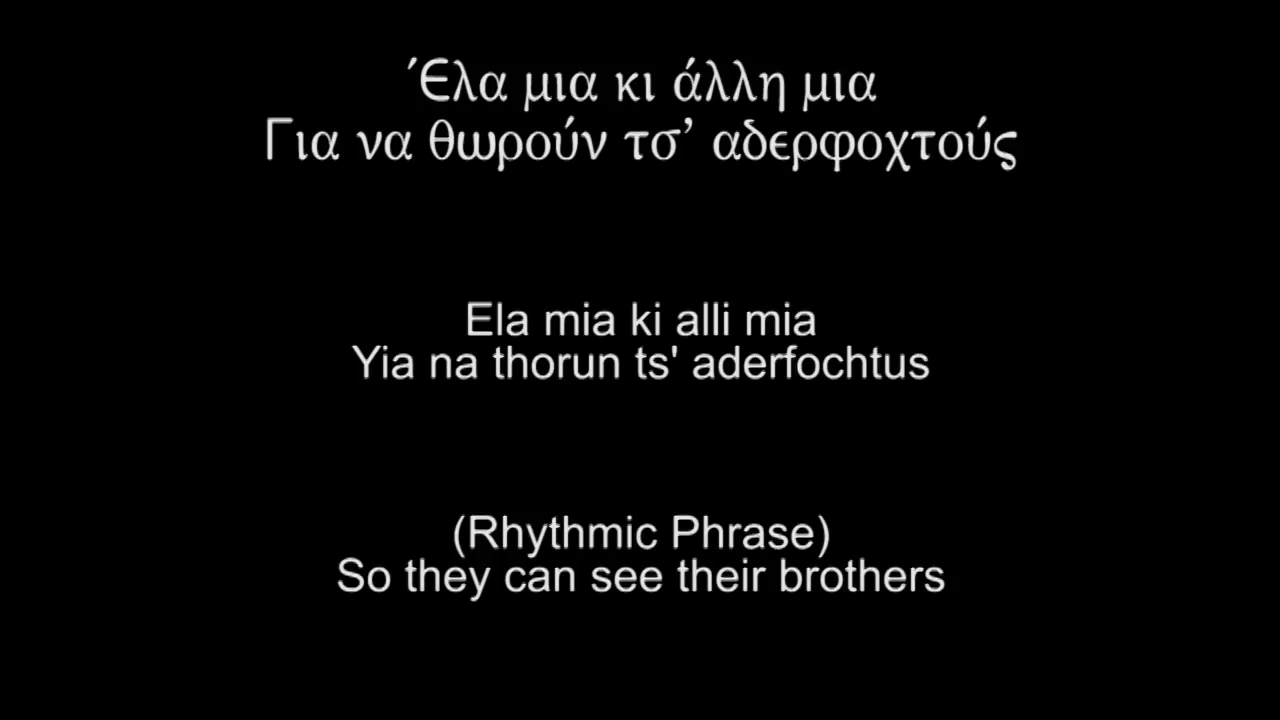 Έλα μια κι άλλη μια
Για να θωρούν τσ’ αδερφοχτούς
Ela mia ki alli mia
Yia na thorun ts' aderfochtus
(Rhythmic Phrase)
So they can see their brothers